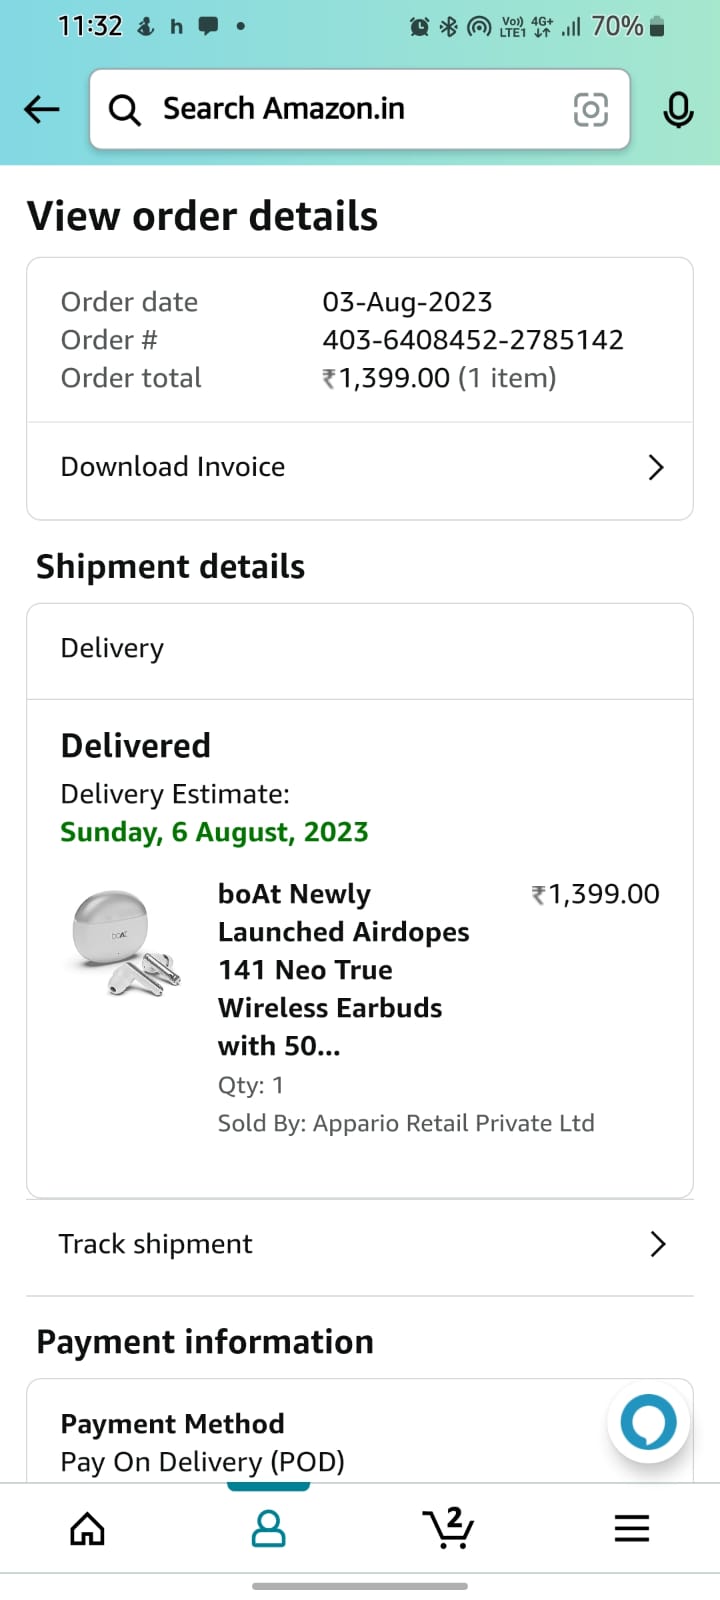 11:32 h 70%
Vo)) 4G+
LTE1
Search Amazon.in
View order details
Order date 03-Aug-2023
Order # 403-6408452-2785142
Order total ₹1,399.00 (1 item)
Download Invoice
Shipment details
Delivery
Delivered
Delivery Estimate:
Sunday, 6 August, 2023
boAt Newly ₹1,399.00
Launched Airdopes
141 Neo True
Wireless Earbuds
with 50...
Qty: 1
Sold By: Appario Retail Private Ltd
boAt
Track shipment
Payment information
Payment Method
Pay On Delivery (POD)
2